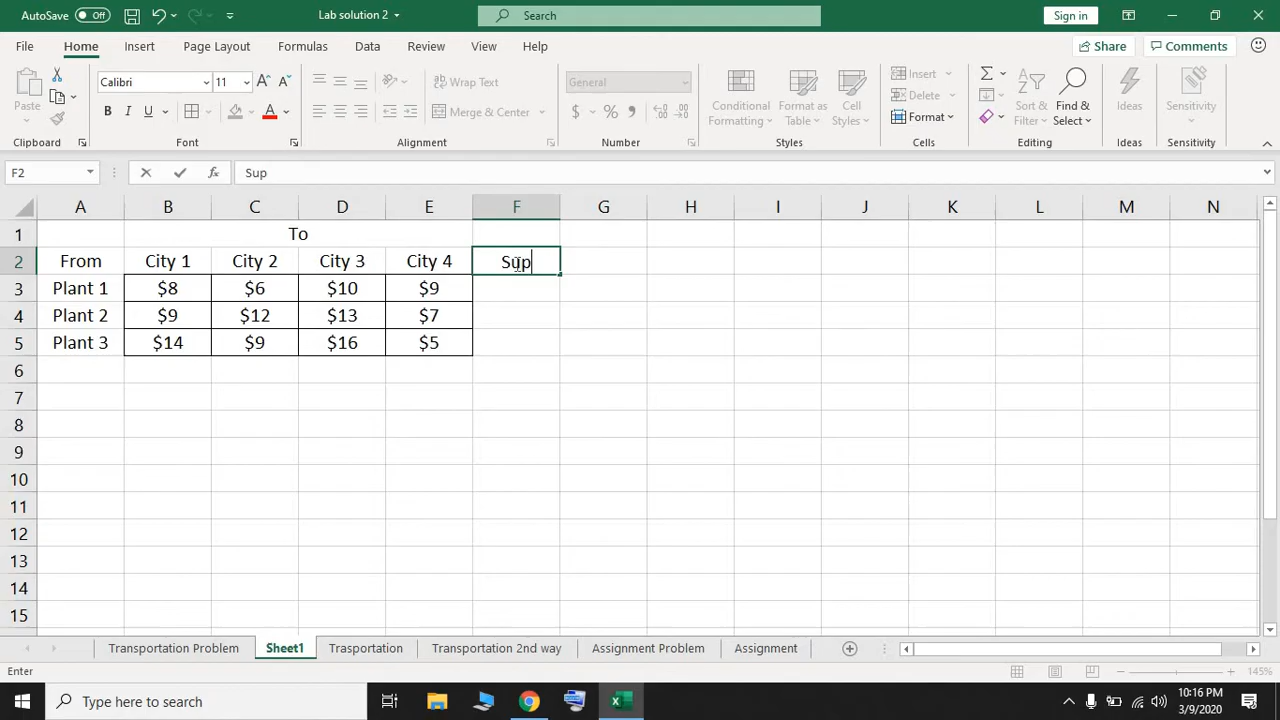 AutoSave Off Lab solution 2 Search Sign in
File Home Insert Page Layout Formulas Data Review View Help Share Comments
Paste Calibri 11 Wrap Text General Conditional Formatting Format as Table Cell Styles Insert Sort & Filter Find & Select Ideas Sensitivity
B I U Merge & Center $ % Delete
Format
Clipboard Font Alignment Number Styles Cells Editing Ideas Sensitivity
F2 fx Sup
A B C D E F G H I J K L M N
1 To
2 From City 1 City 2 City 3 City 4 Sup
3 Plant 1 $8 $6 $10 $9
4 Plant 2 $9 $12 $13 $7
5 Plant 3 $14 $9 $16 $5
6
7
8
9
10
11
12
13
14
15
Transportation Problem Sheet1 Trasportation Transportation 2nd way Assignment Problem Assignment
Enter 145%
Type here to search 10:16 PM
3/9/2020